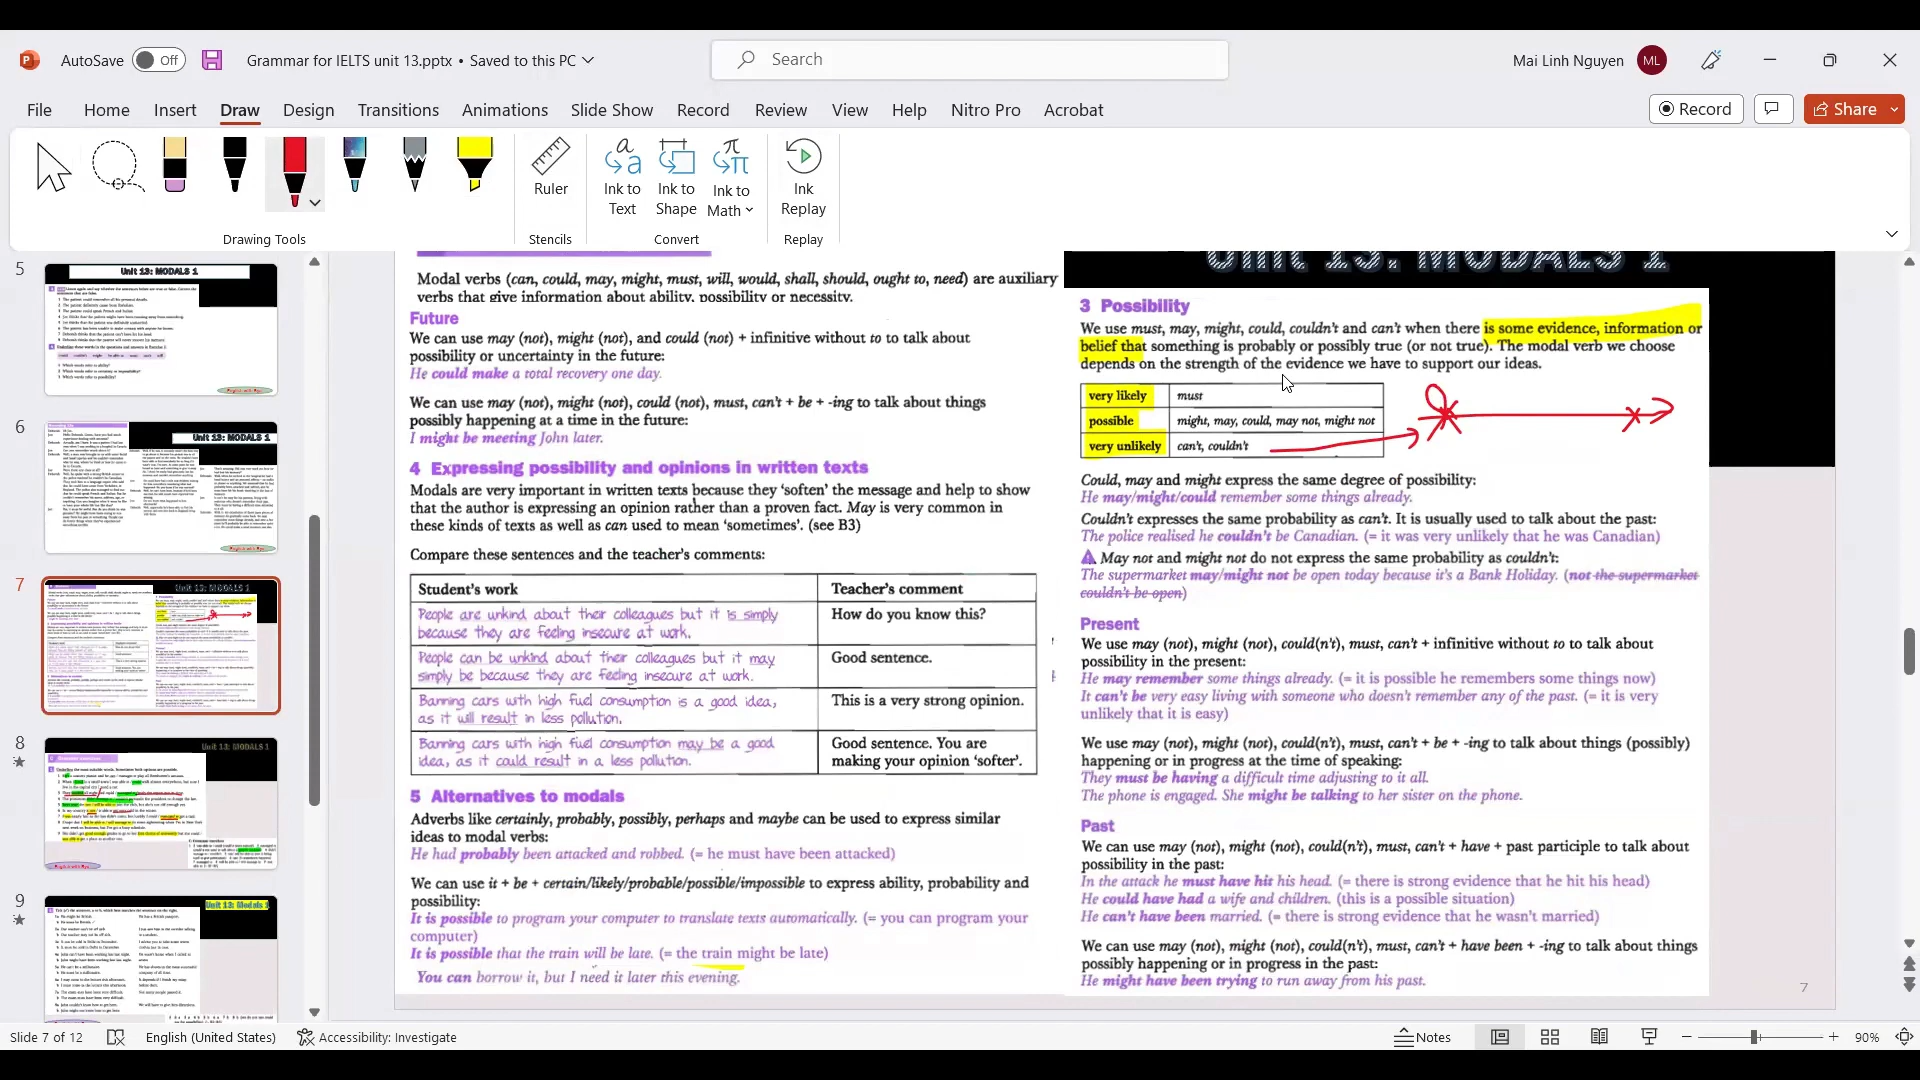 AutoSave Off Grammar for IELTS unit 13.pptx • Saved to this PC Search Mai Linh Nguyen ML
File Home Insert Draw Design Transitions Animations Slide Show Record Review View Help Nitro Pro Acrobat Record Share
Ruler
Ink to Text
Ink to Shape
Ink to Math
Ink Replay
Drawing Tools Stencils Convert Replay
5
Unit 13: MODALS 1
6
Unit 13: MODALS 1
7
8
Unit 13: MODALS 1
9
Unit 13: Modals 1
Modal verbs (can, could, may, might, must, will, would, shall, should, ought to, need) are auxiliary
verbs that give information about ability, possibility or necessity.
Future
We can use may (not), might (not), and could (not) + infinitive without to to talk about
possibility or uncertainty in the future:
He could make a total recovery one day.
We can use may (not), might (not), could (not), must, can't + be + -ing to talk about things
possibly happening at a time in the future:
I might be meeting John later.
4 Expressing possibility and opinions in written texts
Modals are very important in written texts because they 'soften' the message and help to show
that the author is expressing an opinion rather than a proven fact. May is very common in
these kinds of texts as well as can used to mean 'sometimes'. (see B3)
Compare these sentences and the teacher's comments:
Student's work Teacher's comment
People are unkind about their colleagues but it is simply How do you know this?
because they are feeling insecure at work.
People can be unkind about their colleagues but it may Good sentence.
simply be because they are feeling insecure at work.
Banning cars with high fuel consumption is a good idea, This is a very strong opinion.
as it will result in less pollution.
Banning cars with high fuel consumption may be a good Good sentence. You are
idea, as it could result in a less pollution. making your opinion 'softer'.
5 Alternatives to modals
Adverbs like certainly, probably, possibly, perhaps and maybe can be used to express similar
ideas to modal verbs:
He had probably been attacked and robbed. (= he must have been attacked)
We can use it + be + certain/likely/probable/possible/impossible to express ability, probability and
possibility:
It is possible to program your computer to translate texts automatically. (= you can program your
computer)
It is possible that the train will be late. (= the train might be late)
You can borrow it, but I need it later this evening.
Unit 13: MODALS 1
3 Possibility
We use must, may, might, could, couldn't and can't when there is some evidence, information or
belief that something is probably or possibly true (or not true). The modal verb we choose
depends on the strength of the evidence we have to support our ideas.
very likely must
possible might, may, could, may not, might not
very unlikely can't, couldn't
Could, may and might express the same degree of possibility:
He may/might/could remember some things already.
Couldn't expresses the same probability as can't. It is usually used to talk about the past:
The police realised he couldn't be Canadian. (= it was very unlikely that he was Canadian)
May not and might not do not express the same probability as couldn't:
The supermarket may/might not be open today because it's a Bank Holiday. (not the supermarket
couldn't be open)
Present
We use may (not), might (not), could(n't), must, can't + infinitive without to to talk about
possibility in the present:
He may remember some things already. (= it is possible he remembers some things now)
It can't be very easy living with someone who doesn't remember any of the past. (= it is very
unlikely that it is easy)
We use may (not), might (not), could(n't), must, can't + be + -ing to talk about things (possibly)
happening or in progress at the time of speaking:
They must be having a difficult time adjusting to it all.
The phone is engaged. She might be talking to her sister on the phone.
Past
We can use may (not), might (not), could(n't), must, can't + have + past participle to talk about
possibility in the past:
In the attack he must have hit his head. (= there is strong evidence that he hit his head)
He could have had a wife and children. (this is a possible situation)
He can't have been married. (= there is strong evidence that he wasn't married)
We can use may (not), might (not), could(n't), must, can't + have been + -ing to talk about things
possibly happening or in progress in the past:
He might have been trying to run away from his past.
7
Slide 7 of 12 English (United States) Accessibility: Investigate Notes 90%